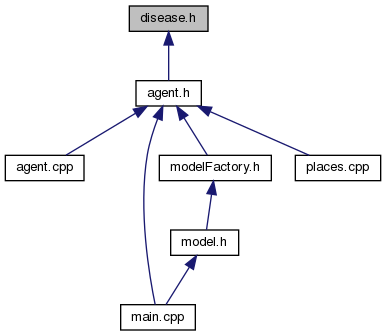 disease.h
agent.h
agent.cpp
modelFactory.h
places.cpp
model.h
main.cpp